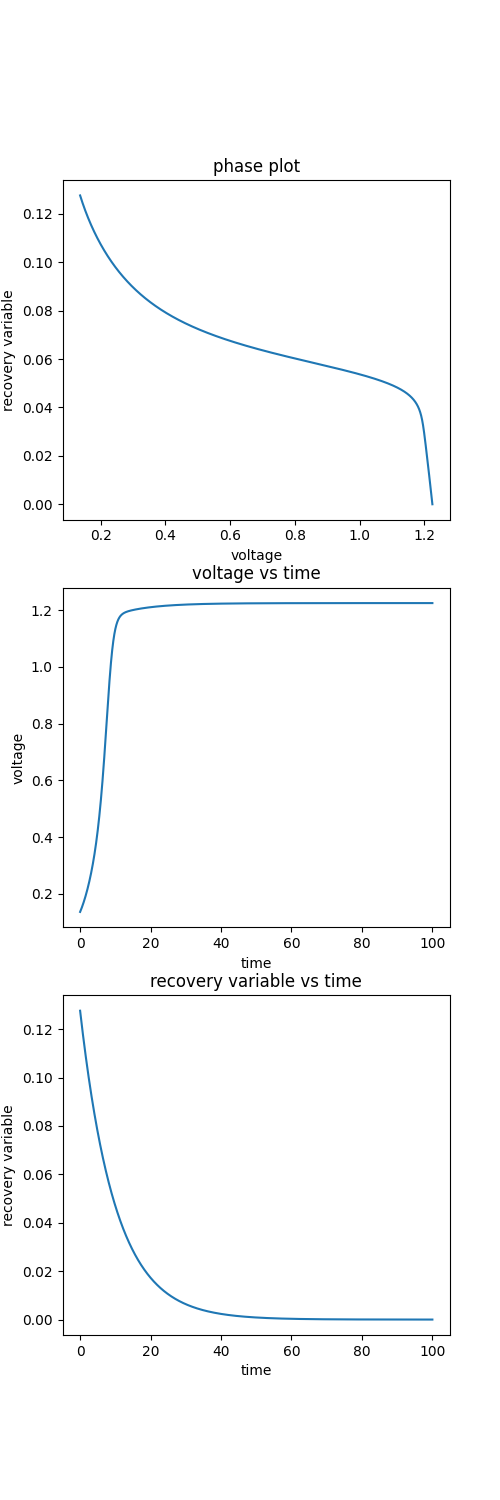 phase plot
0.12
0.10
0.08
0.06
0.04
0.02
0.00
recovery variable
0.2 0.4 0.6 0.8 1.0 1.2
voltage
voltage vs time
1.2
1.0
0.8
0.6
0.4
0.2
voltage
0 20 40 60 80 100
time
recovery variable vs time
0.12
0.10
0.08
0.06
0.04
0.02
0.00
recovery variable
0 20 40 60 80 100
time